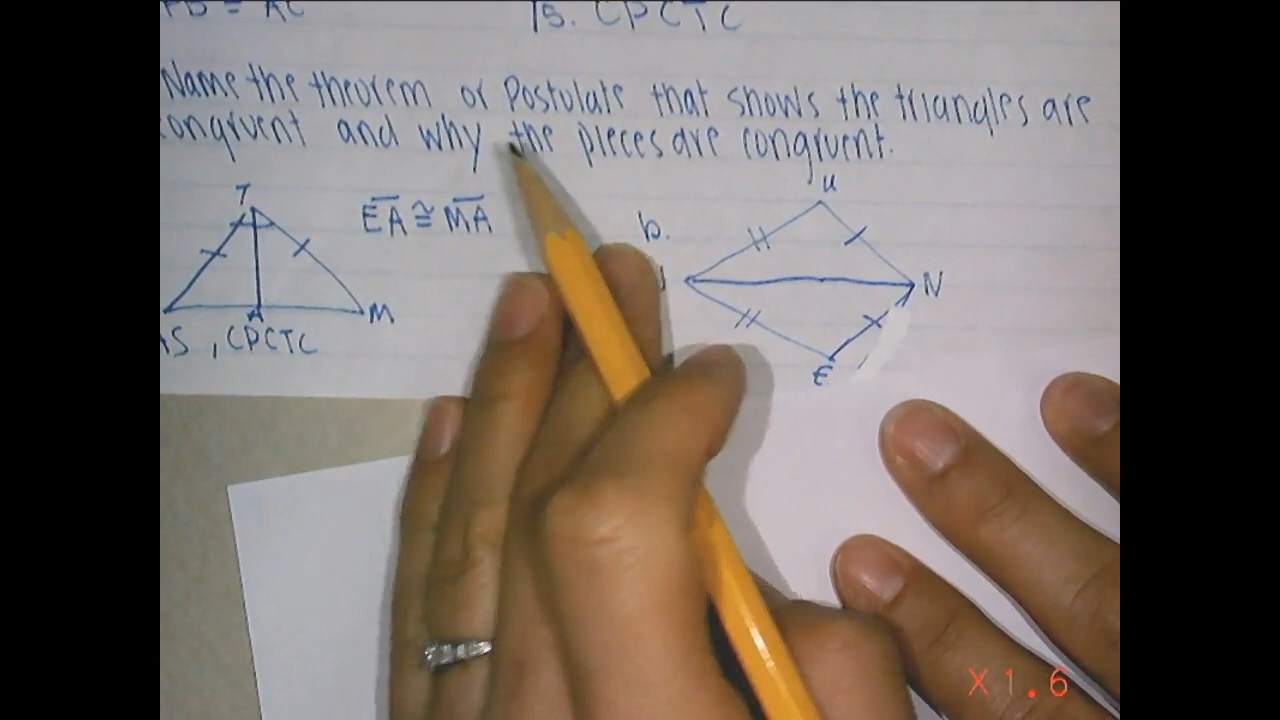 15. CPCTC
Name the theorem or Postulate that shows the triangles are
congruent and why the pieces are congruent.
T
U
EA ≅ MA
b.
N
A
M
AS, CPCTC
E
X1.6